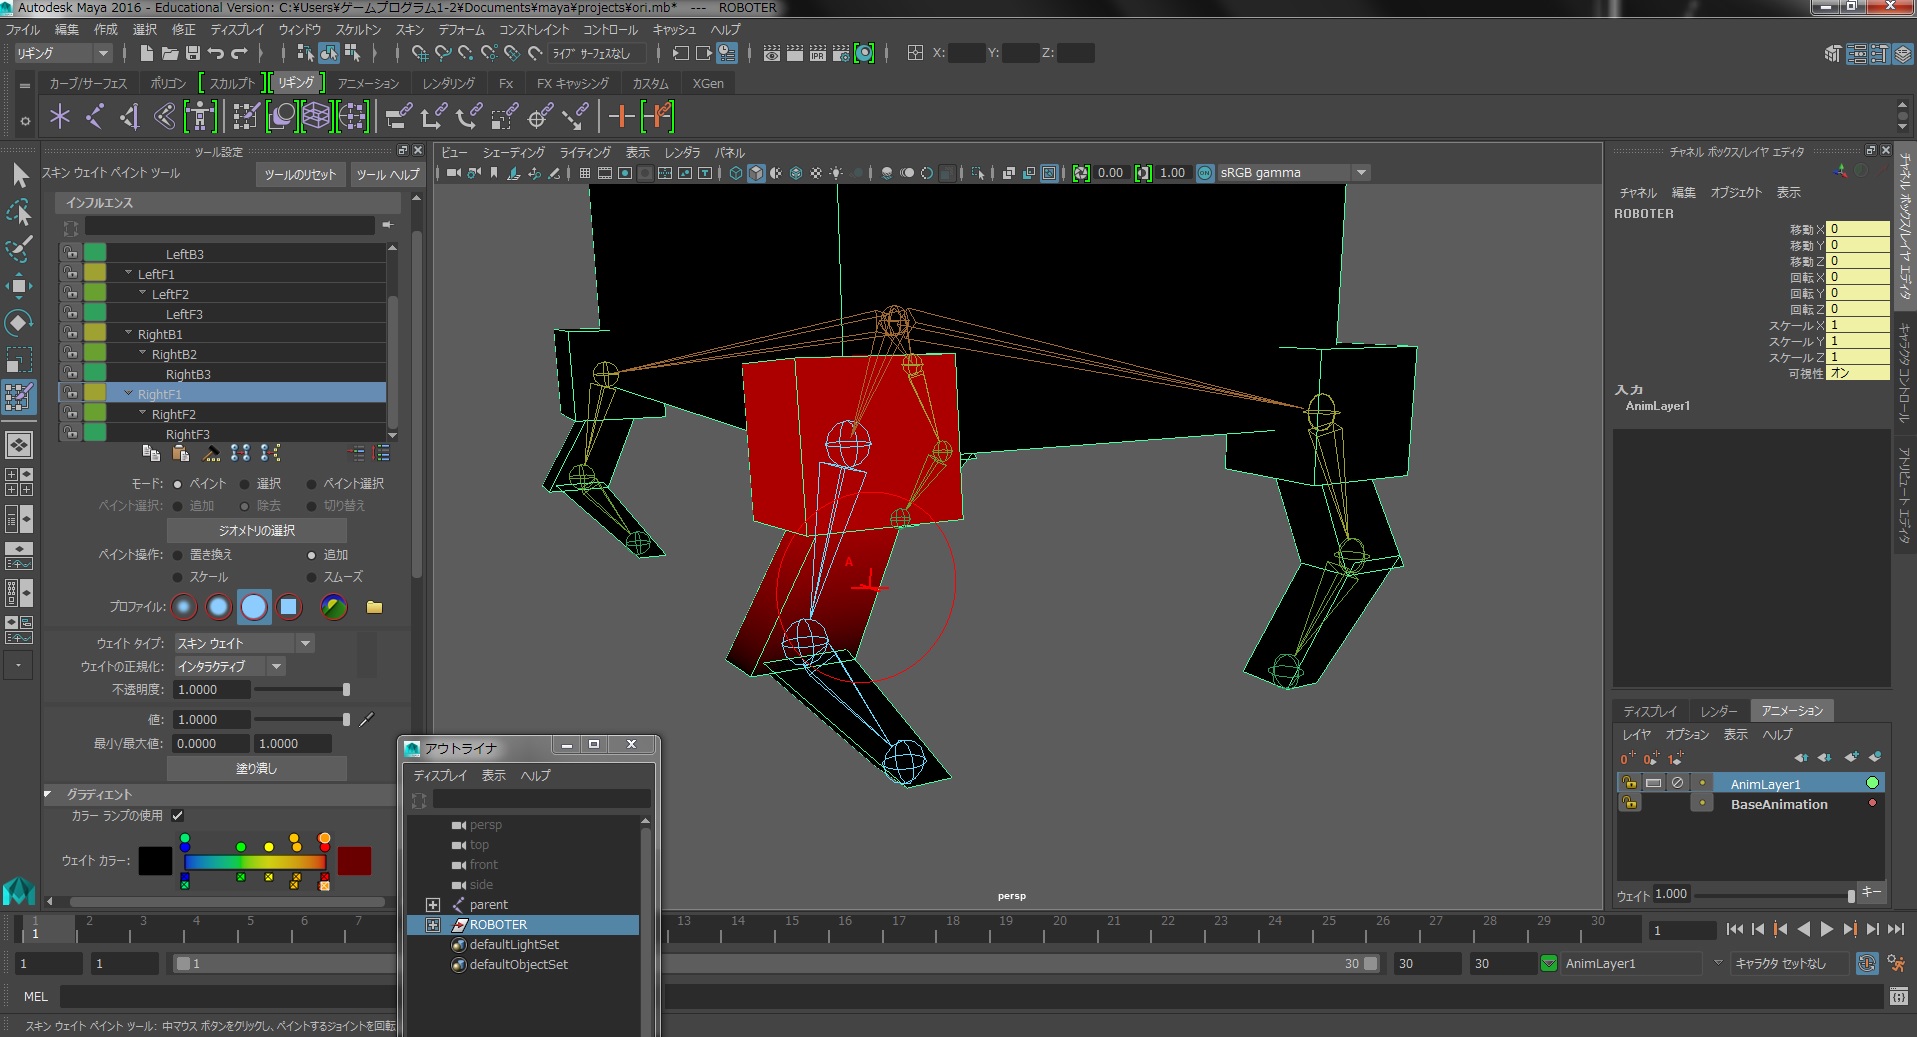 Autodesk Maya 2016 - Educational Version: C:¥Users¥ゲームプログラム1-2¥Documents¥maya¥projects¥ori.mb*   ---   ROBOTER
ファイル 編集 作成 選択 修正 ディスプレイ ウィンドウ スケルトン スキン デフォーム コンストレイント コントロール キャッシュ ヘルプ
リギング ライブ サーフェスなし X: Y: Z:
カーブ/サーフェス ポリゴン スカルプト リギング アニメーション レンダリング Fx FX キャッシング カスタム XGen
ツール設定
スキン ウェイト ペイント ツール ツールのリセット ツール ヘルプ
インフルエンス
LeftB3
LeftF1
LeftF2
LeftF3
RightB1
RightB2
RightB3
RightF1
RightF2
RightF3
モード: ペイント 選択 ペイント選択
ペイント選択: 追加 除去 切り替え
ジオメトリの選択
ペイント操作: 置き換え 追加
スケール スムーズ
プロファイル:
ウェイト タイプ: スキン ウェイト
ウェイトの正規化: インタラクティブ
不透明度: 1.0000
値: 1.0000
最小/最大値: 0.0000 1.0000
塗り潰し
グラディエント
カラー ランプの使用
ウェイト カラー:
ビュー シェーディング ライティング 表示 レンダラ パネル
0.00 1.00 sRGB gamma
A
persp
アウトライナ
ディスプレイ 表示 ヘルプ
persp
top
front
side
parent
ROBOTER
defaultLightSet
defaultObjectSet
チャネル ボックス/レイヤ エディタ
チャネル 編集 オブジェクト 表示
ROBOTER
移動 X 0
移動 Y 0
移動 Z 0
回転 X 0
回転 Y 0
回転 Z 0
スケール X 1
スケール Y 1
スケール Z 1
可視性 オン
入力
AnimLayer1
チャネル ボックス/レイヤ エディタ
キャラクタ コントロール
アトリビュート エディタ
ディスプレイ レンダー アニメーション
レイヤ オプション 表示 ヘルプ
AnimLayer1
BaseAnimation
ウェイト 1.000 キー
1 2 3 4 5 6 7 13 14 15 16 17 18 19 20 21 22 23 24 25 26 27 28 29 30
1 1
1 1 1 30 30 30 AnimLayer1 キャラクタ セットなし
MEL
スキン ウェイト ペイント ツール: 中マウス ボタンをクリックし、ペイントするジョイントを回転